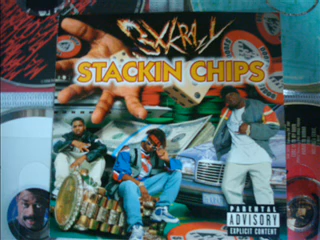 3X KRAZY
STACKIN CHIPS
PARENTAL
ADVISORY
EXPLICIT CONTENT